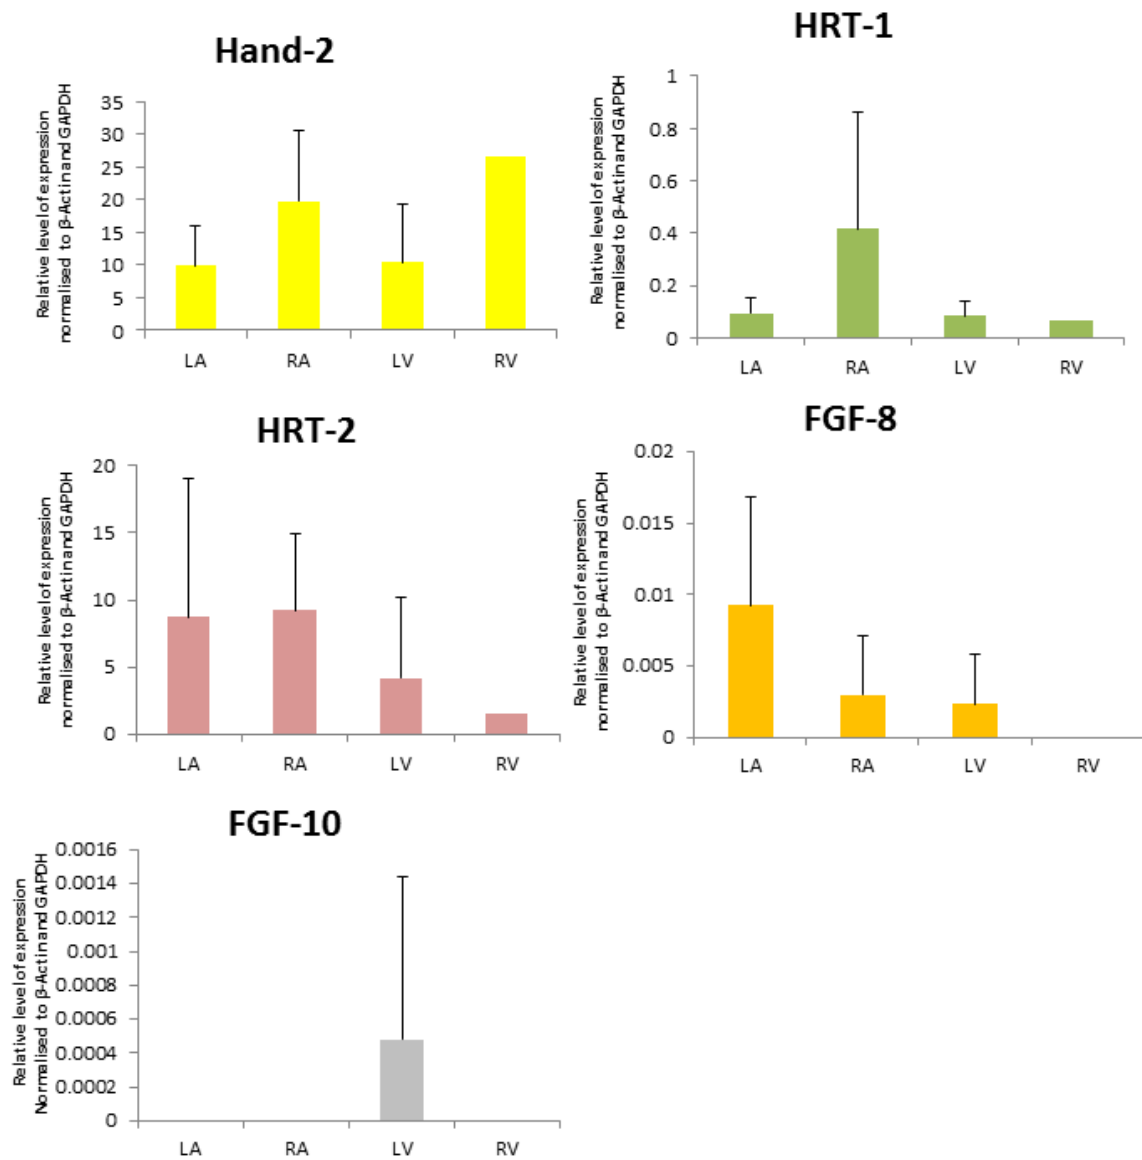 Hand-2
Relative level of expression
normalised to β-Actin and GAPDH
35
30
25
20
15
10
5
0
LA RA LV RV
HRT-1
Relative level of expression
normalised to β-Actin and GAPDH
1
0.8
0.6
0.4
0.2
0
LA RA LV RV
HRT-2
Relative level of expression
normalised to β-Actin and GAPDH
20
15
10
5
0
LA RA LV RV
FGF-8
Relative level of expression
normalised to β-Actin and GAPDH
0.02
0.015
0.01
0.005
0
LA RA LV RV
FGF-10
Relative level of expression
Normalised to β-Actin and GAPDH
0.0016
0.0014
0.0012
0.001
0.0008
0.0006
0.0004
0.0002
0
LA RA LV RV